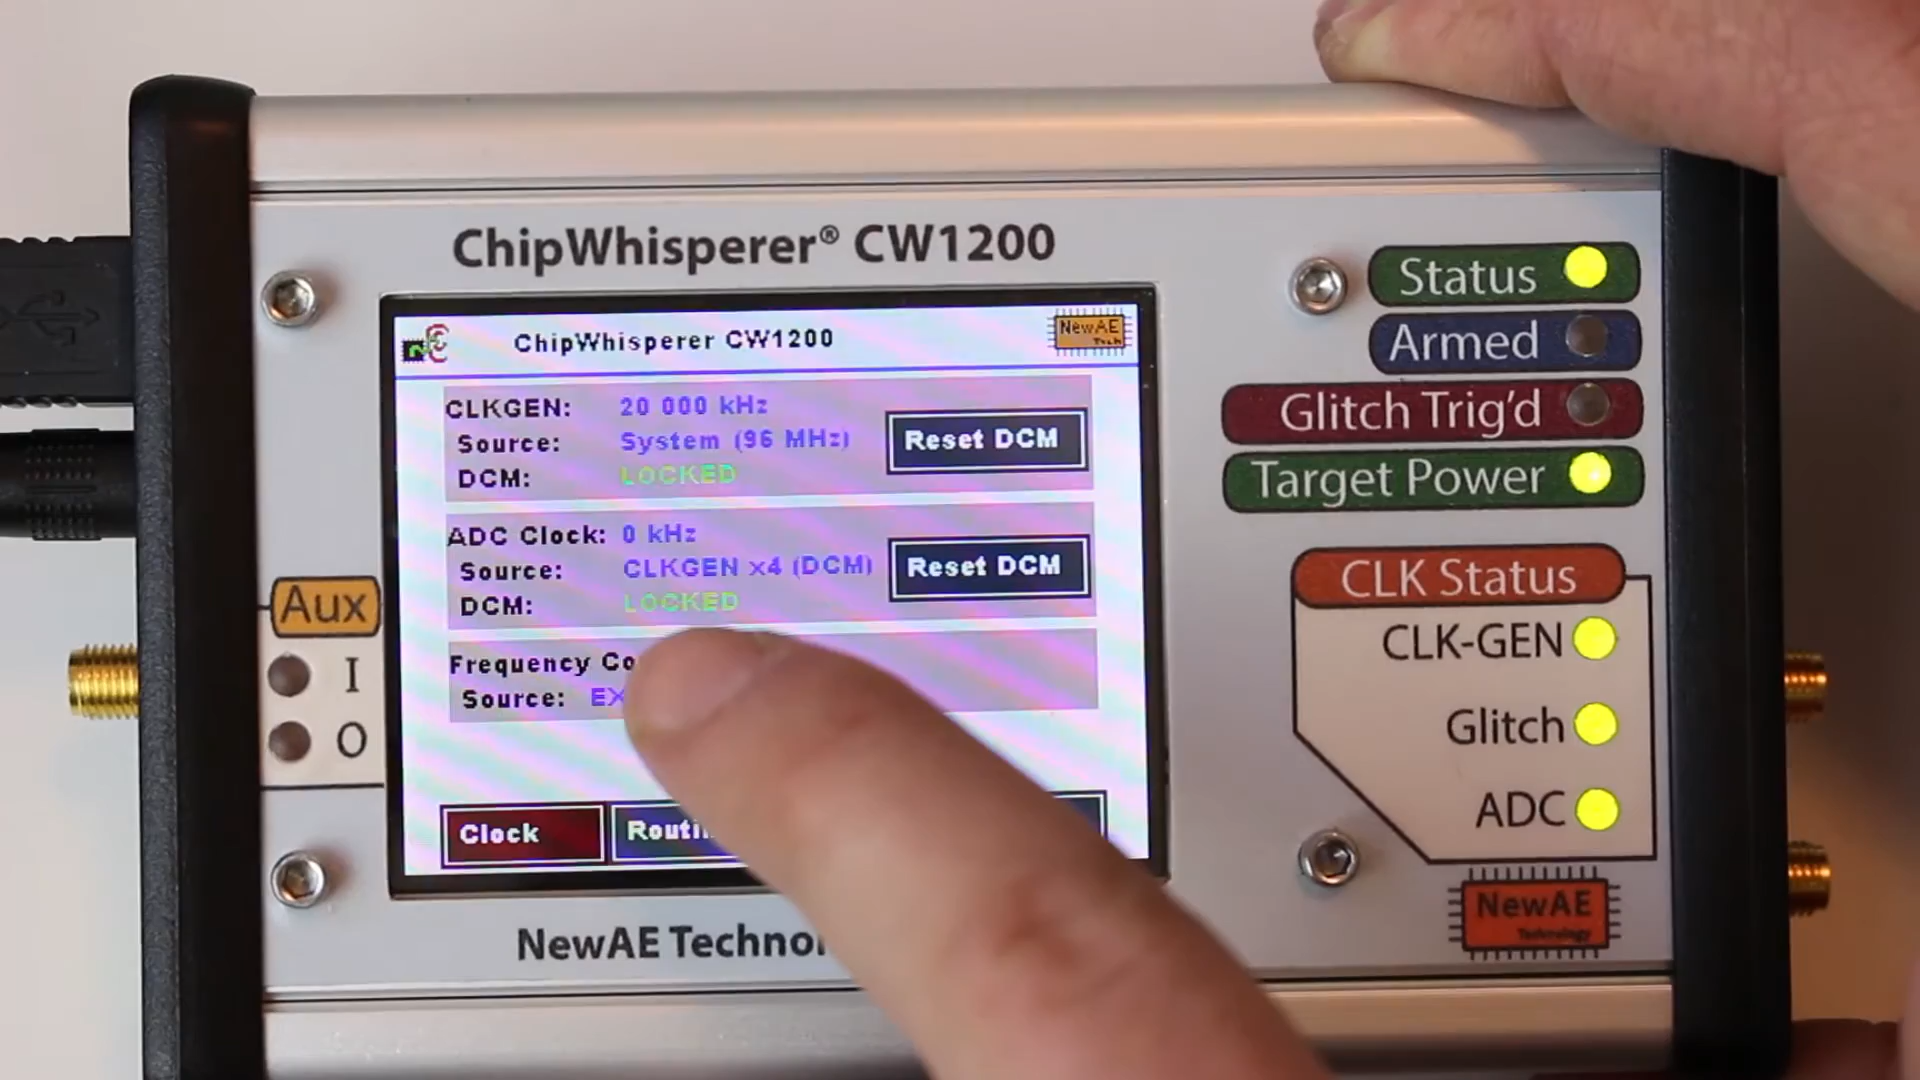 ChipWhisperer® CW1200
ChipWhisperer CW1200
NewAE
Tech
CLKGEN: 20 000 kHz
Source: System (96 MHz)
DCM: LOCKED
Reset DCM
ADC Clock: 0 kHz
Source: CLKGEN x4 (DCM)
DCM: LOCKED
Reset DCM
Frequency Co
Source: EX
Clock
Routi
NewAE Techno
Aux
I
O
Status
Armed
Glitch Trig'd
Target Power
CLK Status
CLK-GEN
Glitch
ADC
NewAE
Technology